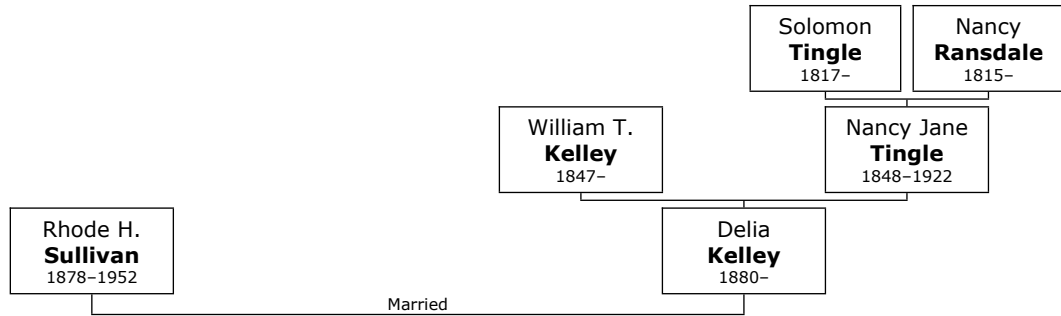 Solomon
Tingle
1817–
Nancy
Ransdale
1815–
William T.
Kelley
1847–
Nancy Jane
Tingle
1848–1922
Rhode H.
Sullivan
1878–1952
Delia
Kelley
1880–
Married